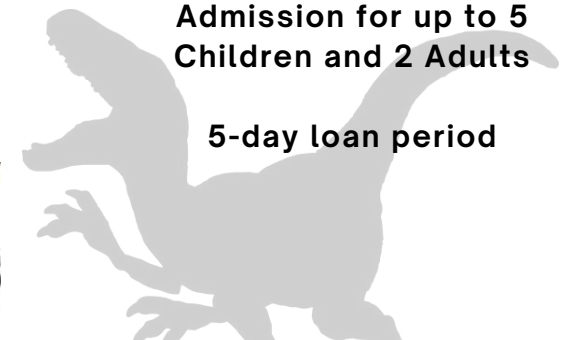 Admission for up to 5
Children and 2 Adults
5-day loan period